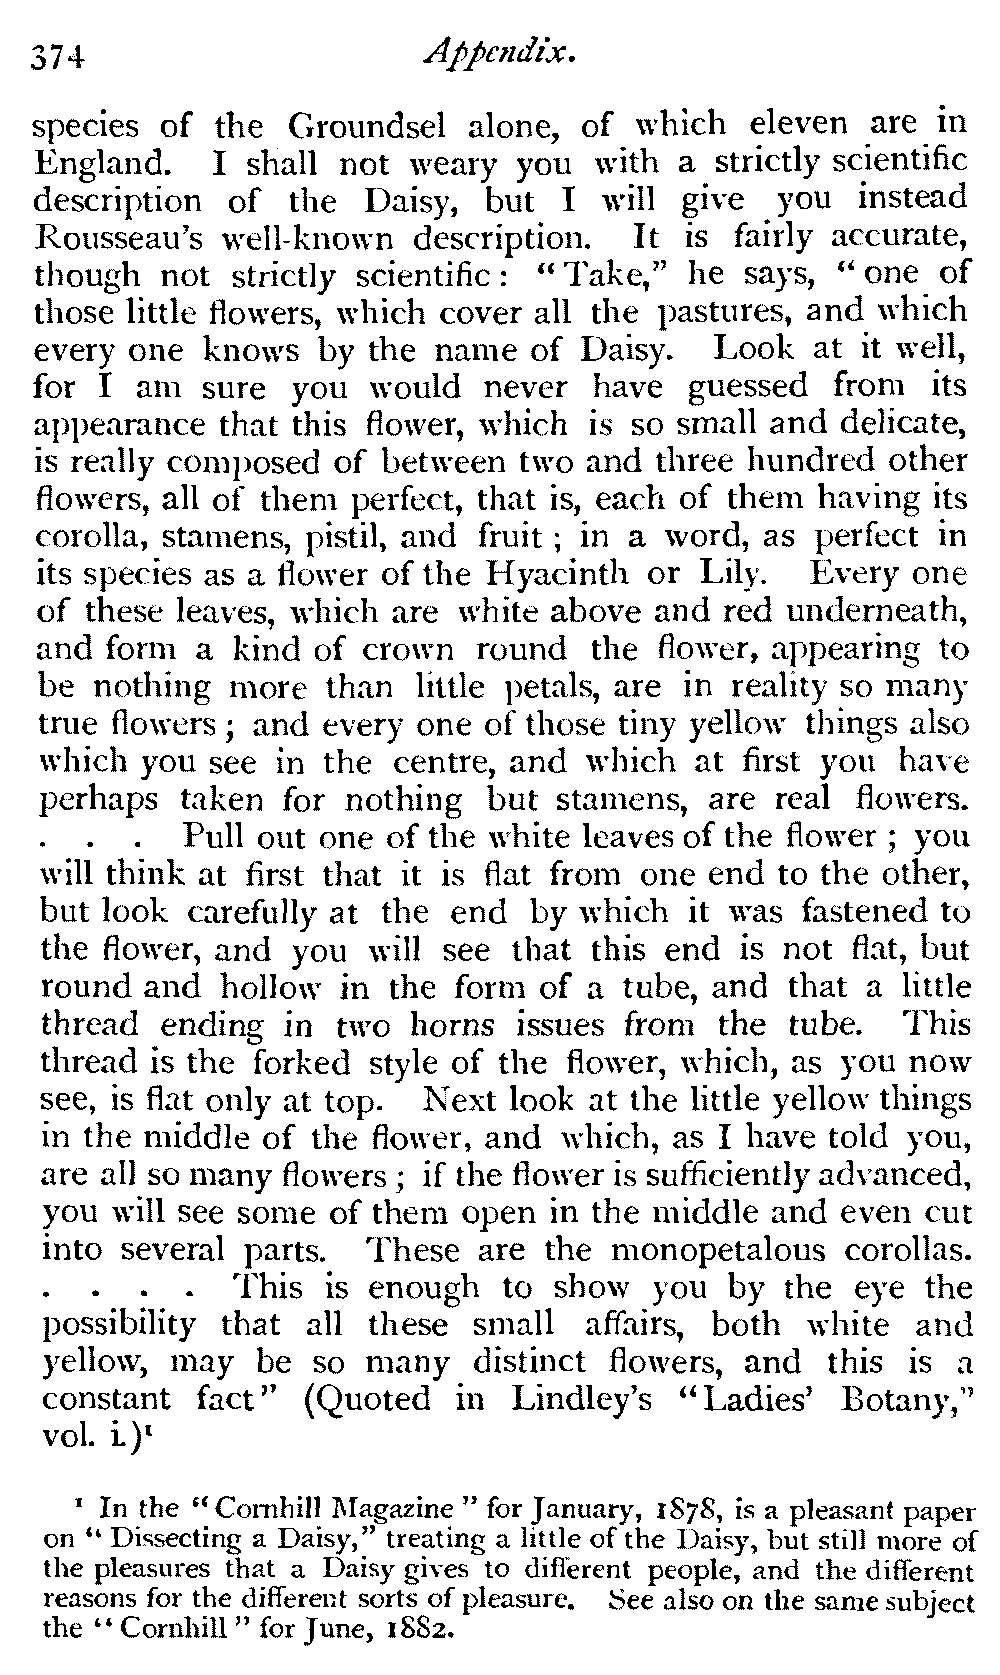 374 Appendix.
species of the Groundsel alone, of which eleven are in
England. I shall not weary you with a strictly scientific
description of the Daisy, but I will give you instead
Rousseau's well-known description. It is fairly accurate,
though not strictly scientific: "Take," he says, "one of
those little flowers, which cover all the pastures, and which
every one knows by the name of Daisy. Look at it well,
for I am sure you would never have guessed from its
appearance that this flower, which is so small and delicate,
is really composed of between two and three hundred other
flowers, all of them perfect, that is, each of them having its
corolla, stamens, pistil, and fruit; in a word, as perfect in
its species as a flower of the Hyacinth or Lily. Every one
of these leaves, which are white above and red underneath,
and form a kind of crown round the flower, appearing to
be nothing more than little petals, are in reality so many
true flowers; and every one of those tiny yellow things also
which you see in the centre, and which at first you have
perhaps taken for nothing but stamens, are real flowers.
. . . Pull out one of the white leaves of the flower; you
will think at first that it is flat from one end to the other,
but look carefully at the end by which it was fastened to
the flower, and you will see that this end is not flat, but
round and hollow in the form of a tube, and that a little
thread ending in two horns issues from the tube. This
thread is the forked style of the flower, which, as you now
see, is flat only at top. Next look at the little yellow things
in the middle of the flower, and which, as I have told you,
are all so many flowers; if the flower is sufficiently advanced,
you will see some of them open in the middle and even cut
into several parts. These are the monopetalous corollas.
. . . . This is enough to show you by the eye the
possibility that all these small affairs, both white and
yellow, may be so many distinct flowers, and this is a
constant fact" (Quoted in Lindley's "Ladies' Botany,"
vol. i.)¹
¹ In the "Cornhill Magazine" for January, 1878, is a pleasant paper
on "Dissecting a Daisy," treating a little of the Daisy, but still more of
the pleasures that a Daisy gives to different people, and the different
reasons for the different sorts of pleasure. See also on the same subject
the "Cornhill" for June, 1882.